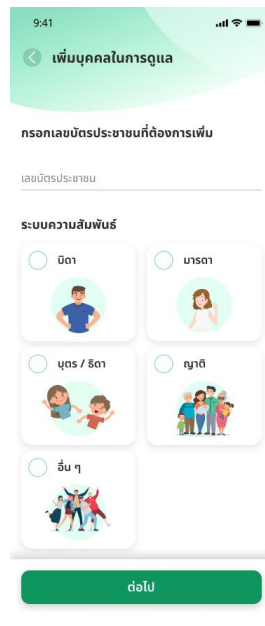 9:41
เพิ่มบุคคลในการดูแล
กรอกเลขบัตรประชาชนที่ต้องการเพิ่ม
เลขบัตรประชาชน
ระบบความสัมพันธ์
บิดา
มารดา
บุตร / ธิดา
ญาติ
อื่น ๆ
ต่อไป